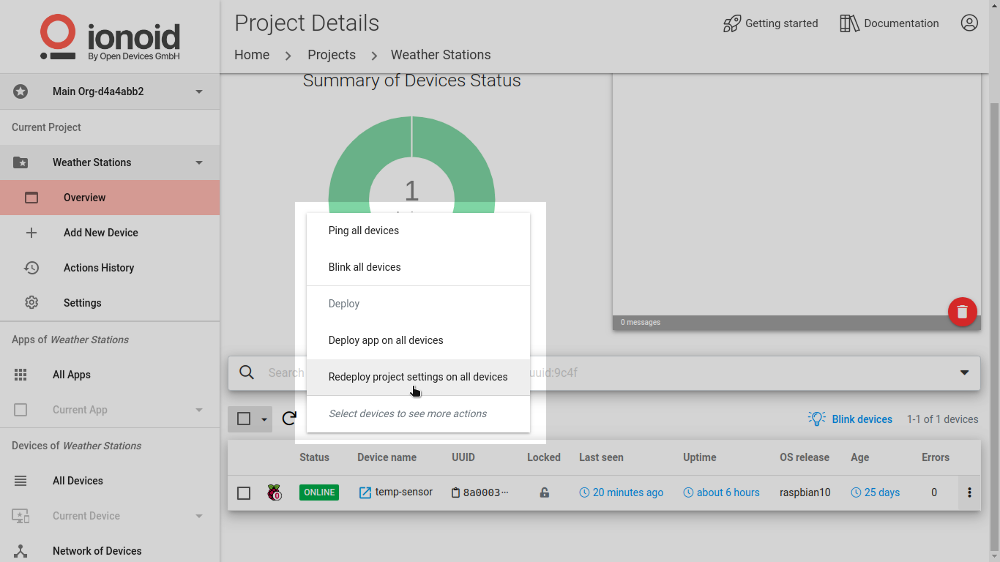 ionoid
By Open Devices GmbH
Main Org-d4a4abb2
Current Project
Weather Stations
Overview
Add New Device
Actions History
Settings
Apps of Weather Stations
All Apps
Current App
Devices of Weather Stations
All Devices
Current Device
Network of Devices
Project Details
Getting started
Documentation
Home
Projects
Weather Stations
Summary of Devices Status
1
0 messages
Ping all devices
Blink all devices
Deploy
Deploy app on all devices
Redeploy project settings on all devices
Select devices to see more actions
Search
uuid:9c4f
Blink devices
1-1 of 1 devices
Status Device name UUID Locked Last seen Uptime OS release Age Errors
ONLINE temp-sensor 8a0003··· 20 minutes ago about 6 hours raspbian10 25 days 0